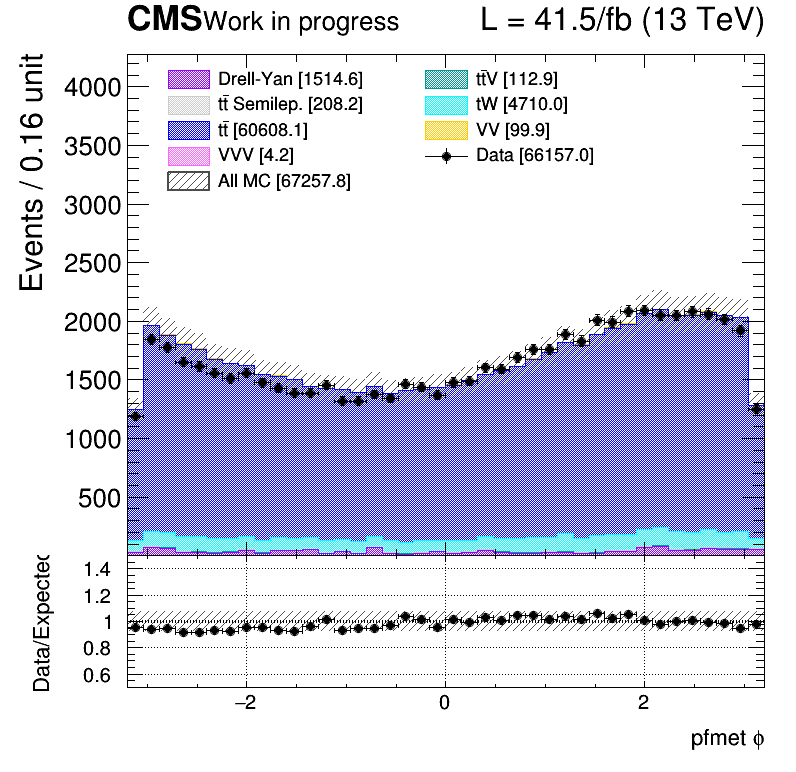 CMS Work in progress L = 41.5/fb (13 TeV)
Events / 0.16 unit
4000
3500
3000
2500
2000
1500
1000
500
Drell-Yan [1514.6]
tt̄ Semilep. [208.2]
tt̄ [60608.1]
VVV [4.2]
All MC [67257.8]
tt̄V [112.9]
tW [4710.0]
VV [99.9]
Data [66157.0]
Data/Expected
1.4
1.2
1
0.8
0.6
−2 0 2
pfmet ϕ